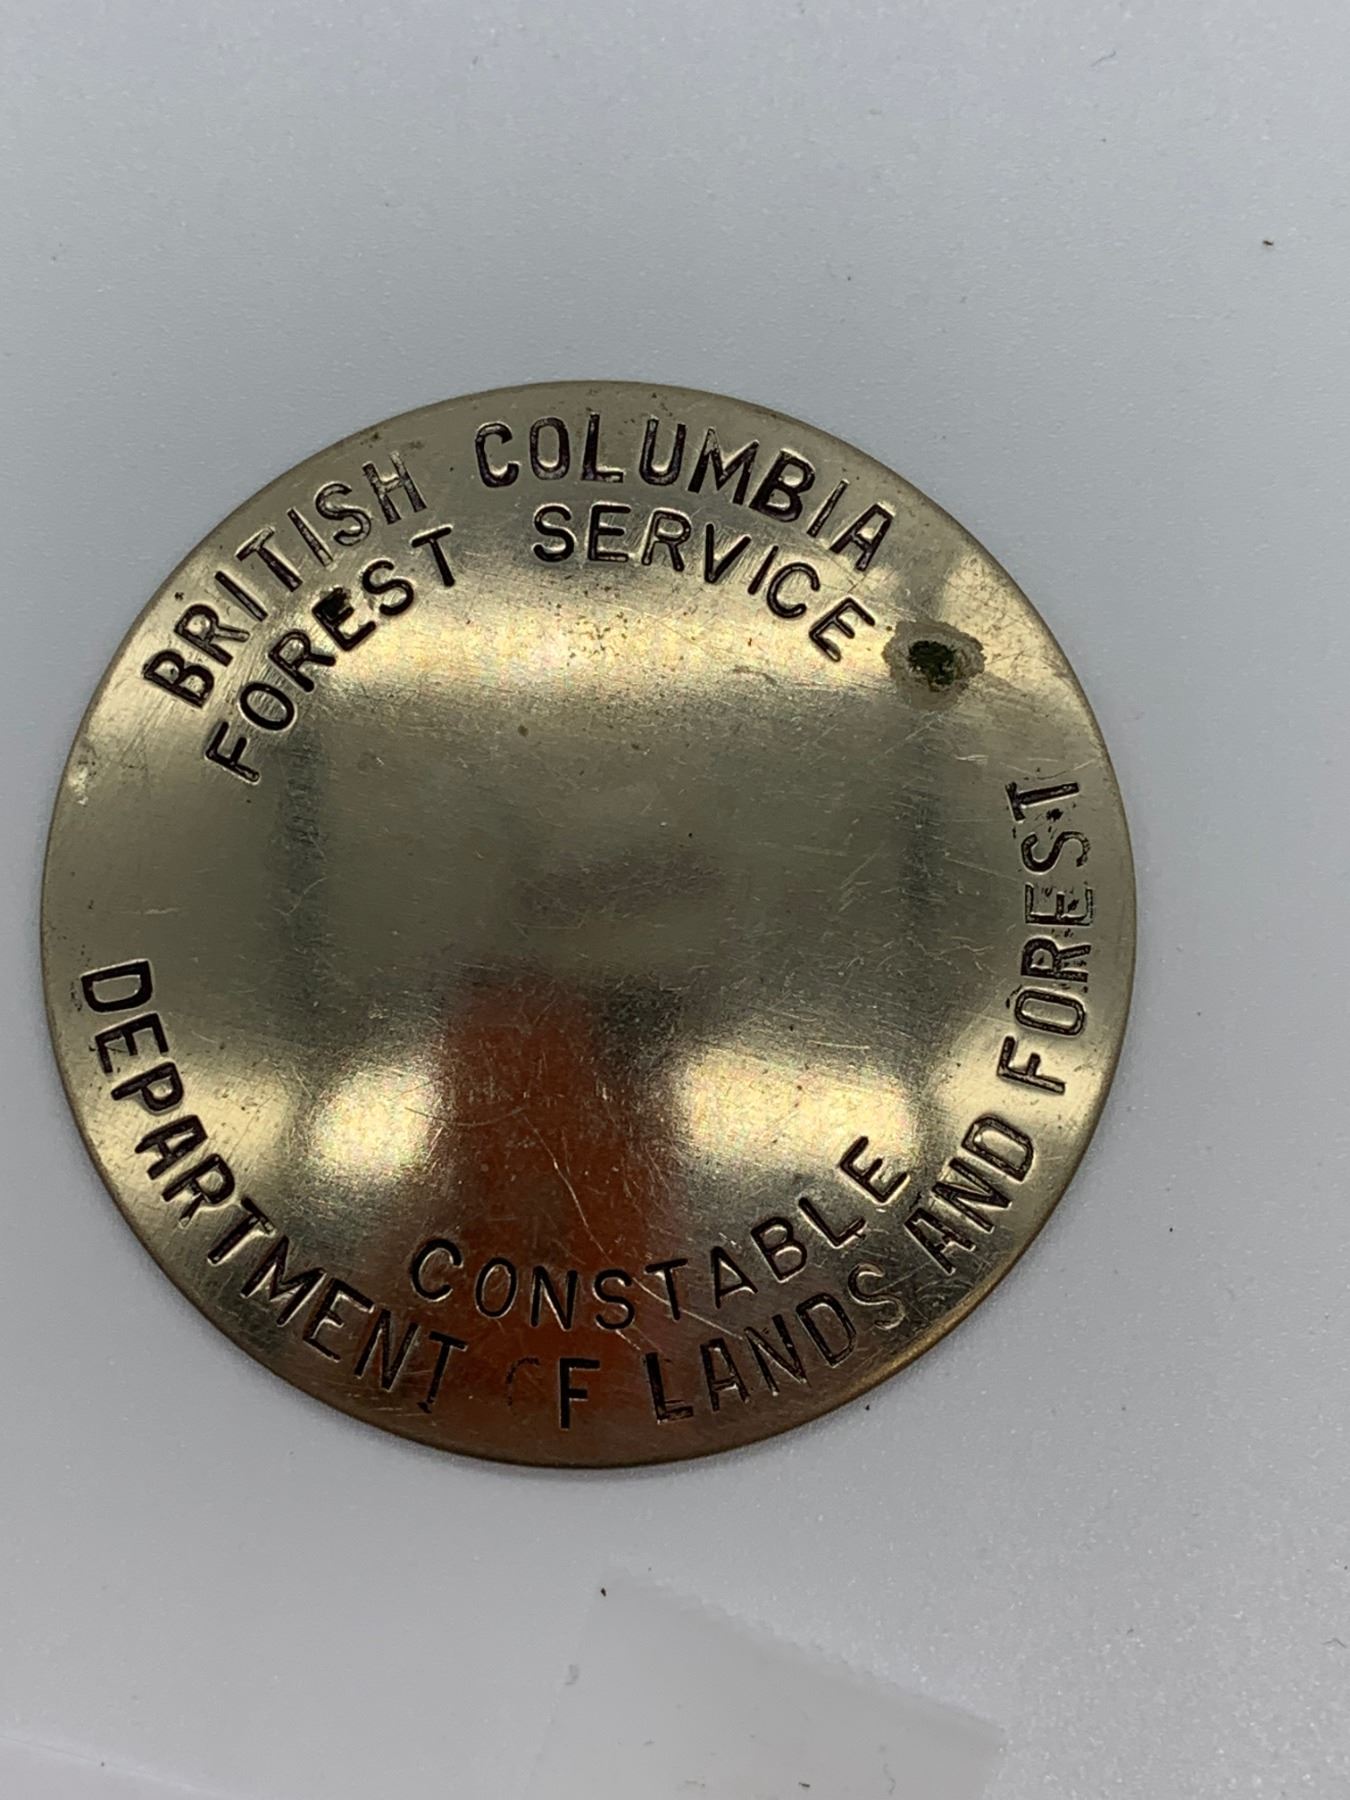 BRITISH COLUMBIA
FOREST SERVICE
CONSTABLE
DEPARTMENT OF LANDS AND FOREST